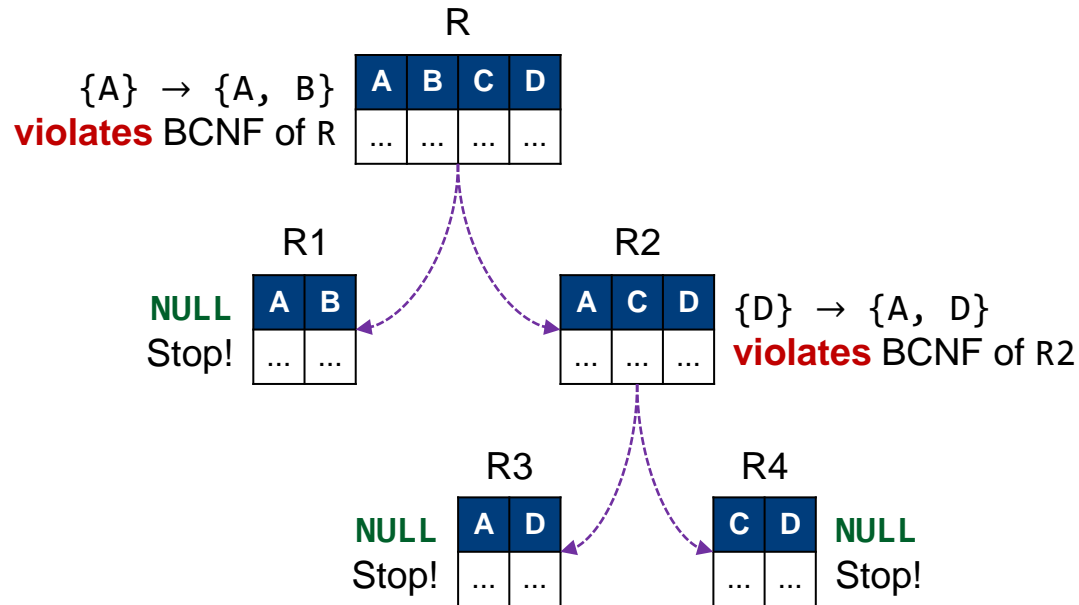 R
{A} → {A, B}
violates BCNF of R
A B C D
... ... ... ...
R1
NULL
Stop!
A B
... ...
R2
A C D
... ... ...
{D} → {A, D}
violates BCNF of R2
R3
NULL
Stop!
A D
... ...
R4
C D
... ...
NULL
Stop!